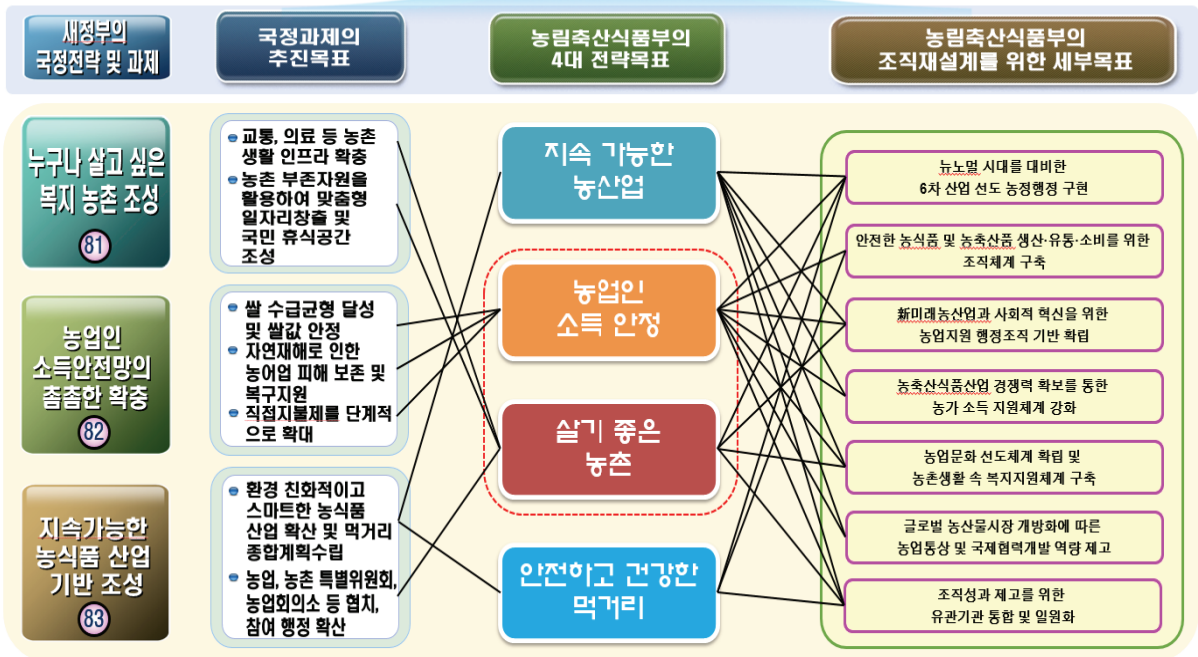 새정부의
국정전략 및 과제
국정과제의
추진목표
농림축산식품부의
4대 전략목표
농림축산식품부의
조직재설계를 위한 세부목표
누구나 살고 싶은
복지 농촌 조성
81
농업인
소득안전망의
촘촘한 확충
82
지속가능한
농식품 산업
기반 조성
83
교통, 의료 등 농촌
생활 인프라 확충
농촌 부존자원을
활용하여 맞춤형
일자리창출 및
국민 휴식공간
조성
쌀 수급균형 달성
및 쌀값 안정
자연재해로 인한
농어업 피해 보존 및
복구지원
직접지불제를 단계적
으로 확대
환경 친화적이고
스마트한 농식품
산업 확산 및 먹거리
종합계획수립
농업, 농촌 특별위원회,
농업회의소 등 협치,
참여 행정 확산
지속 가능한
농산업
농업인
소득 안정
살기 좋은
농촌
안전하고 건강한
먹거리
뉴노멀 시대를 대비한
6차 산업 선도 농정행정 구현
안전한 농식품 및 농축산품 생산·유통·소비를 위한
조직체계 구축
新미래농산업과 사회적 혁신을 위한
농업지원 행정조직 기반 확립
농축산식품산업 경쟁력 확보를 통한
농가 소득 지원체계 강화
농업문화 선도체계 확립 및
농촌생활 속 복지지원체계 구축
글로벌 농산물시장 개방화에 따른
농업통상 및 국제협력개발 역량 제고
조직성과 제고를 위한
유관기관 통합 및 일원화